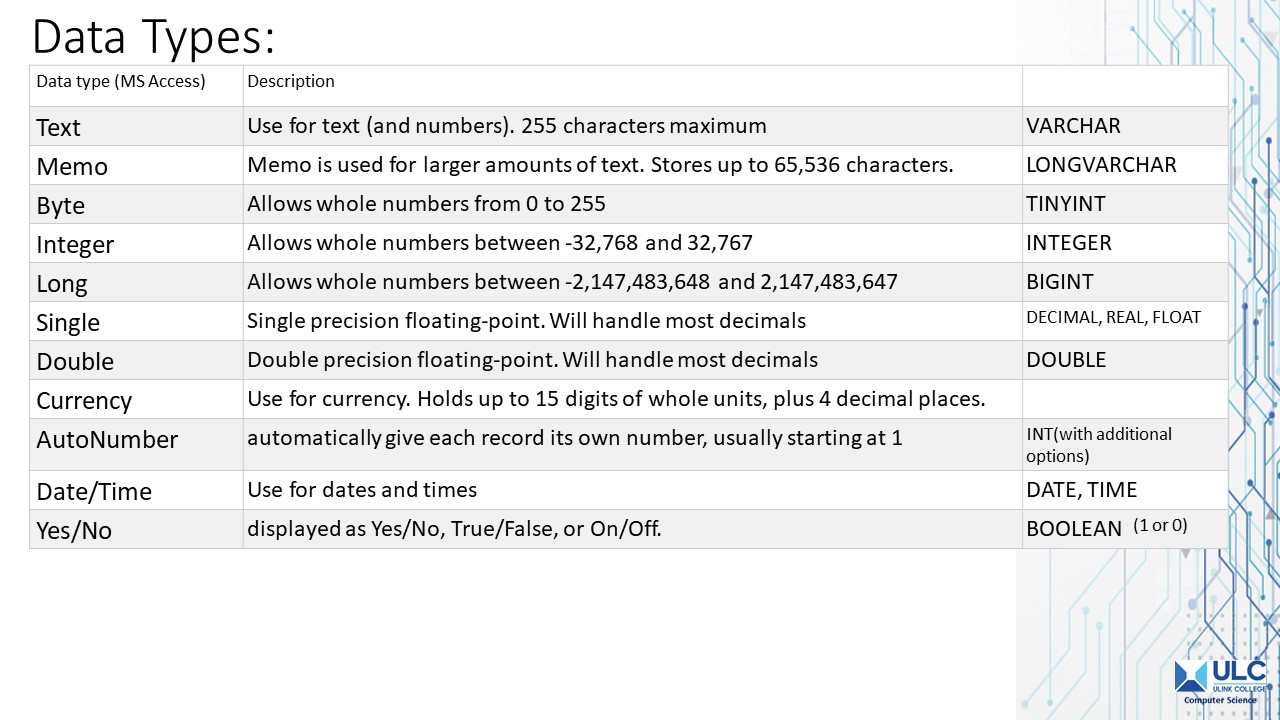 Data Types:
Data type (MS Access) Description
Text Use for text (and numbers). 255 characters maximum VARCHAR
Memo Memo is used for larger amounts of text. Stores up to 65,536 characters. LONGVARCHAR
Byte Allows whole numbers from 0 to 255 TINYINT
Integer Allows whole numbers between -32,768 and 32,767 INTEGER
Long Allows whole numbers between -2,147,483,648 and 2,147,483,647 BIGINT
Single Single precision floating-point. Will handle most decimals DECIMAL, REAL, FLOAT
Double Double precision floating-point. Will handle most decimals DOUBLE
Currency Use for currency. Holds up to 15 digits of whole units, plus 4 decimal places.
AutoNumber automatically give each record its own number, usually starting at 1 INT(with additional
options)
Date/Time Use for dates and times DATE, TIME
Yes/No displayed as Yes/No, True/False, or On/Off. BOOLEAN (1 or 0)
ULC
ULINK COLLEGE
Computer Science